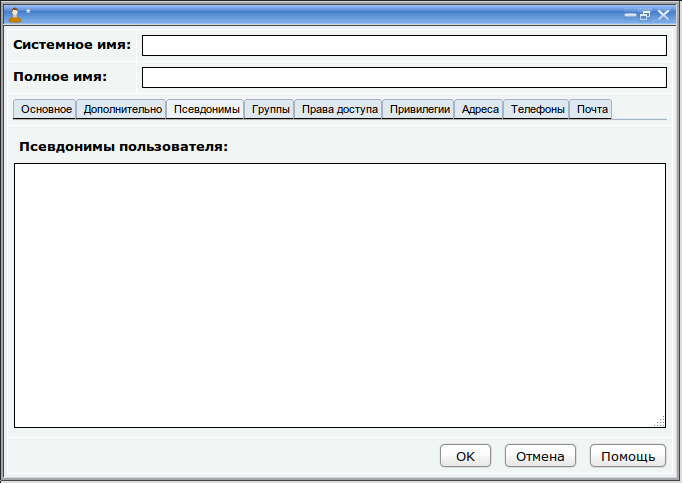 *
Системное имя:
Полное имя:
Основное Дополнительно Псевдонимы Группы Права доступа Привилегии Адреса Телефоны Почта
Псевдонимы пользователя:
OK Отмена Помощь